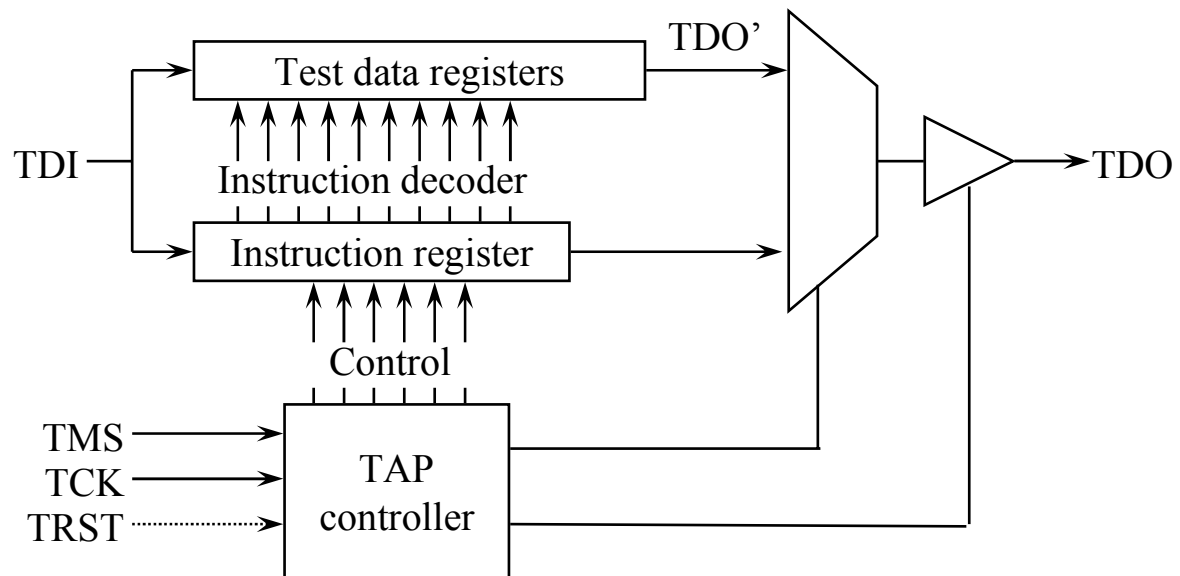 TDO’
Test data registers
TDI
Instruction decoder
TDO
Instruction register
Control
TMS
TCK
TRST
TAP
controller